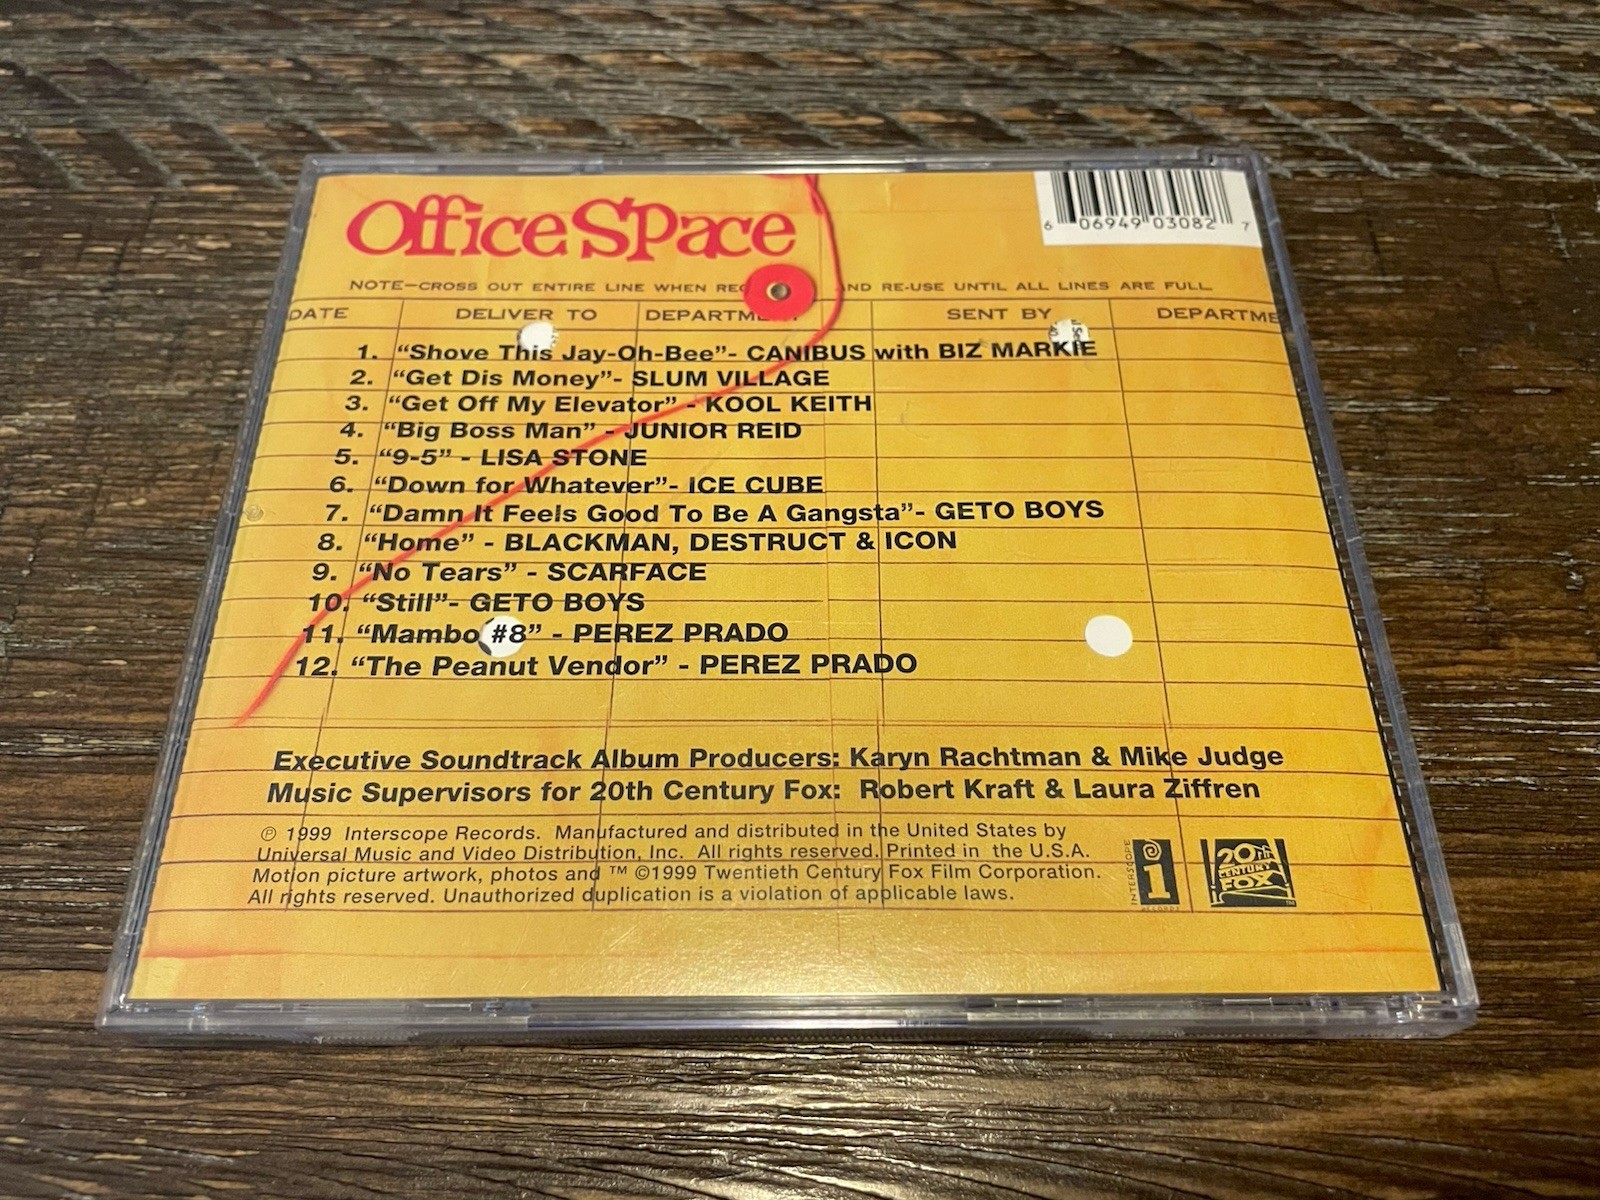 Office Space
6 06949 03082 7
NOTE—CROSS OUT ENTIRE LINE WHEN AND RE-USE UNTIL ALL LINES ARE FULL
DATE DELIVER TO DEPARTMENT SENT BY DEPARTME
1. “Shove This Jay-Oh-Bee”- CANIBUS with BIZ MARKIE
2. “Get Dis Money”- SLUM VILLAGE
3. “Get Off My Elevator” - KOOL KEITH
4. “Big Boss Man” - JUNIOR REID
5. “9-5” - LISA STONE
6. “Down for Whatever”- ICE CUBE
7. “Damn It Feels Good To Be A Gangsta”- GETO BOYS
8. “Home” - BLACKMAN, DESTRUCT & ICON
9. “No Tears” - SCARFACE
10. “Still”- GETO BOYS
11. “Mambo #8” - PEREZ PRADO
12. “The Peanut Vendor” - PEREZ PRADO
Executive Soundtrack Album Producers: Karyn Rachtman & Mike Judge
Music Supervisors for 20th Century Fox: Robert Kraft & Laura Ziffren
℗ 1999 Interscope Records. Manufactured and distributed in the United States by
Universal Music and Video Distribution, Inc. All rights reserved. Printed in the U.S.A.
Motion picture artwork, photos and ™ ©1999 Twentieth Century Fox Film Corporation.
All rights reserved. Unauthorized duplication is a violation of applicable laws.
INTERSCOPE
i
RECORDS
20th
CENTURY
FOX